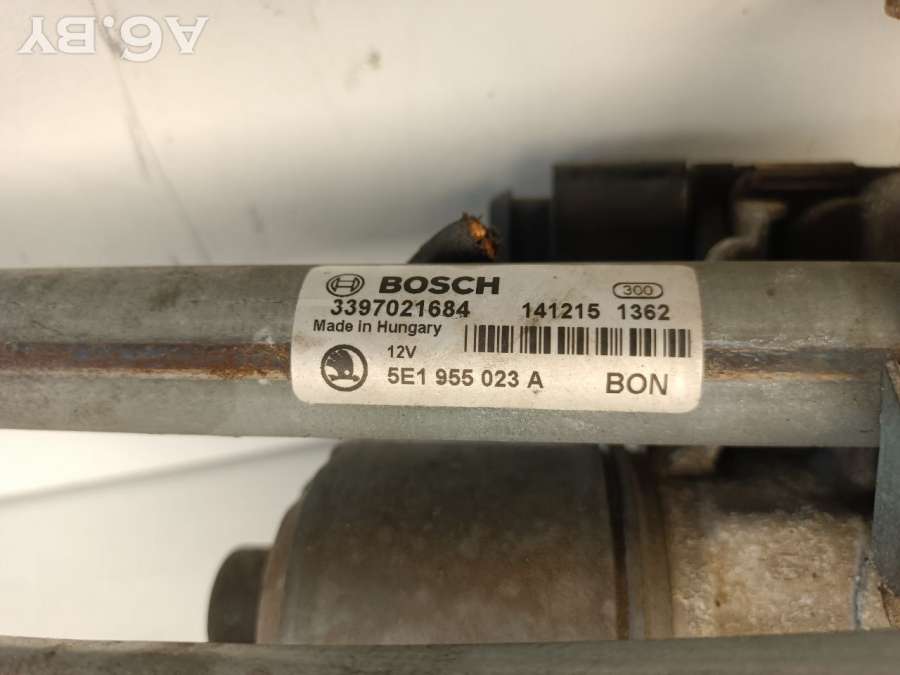 A6.BY
BOSCH 300
3397021684 141215 1362
Made in Hungary
12V
5E1 955 023 A BON